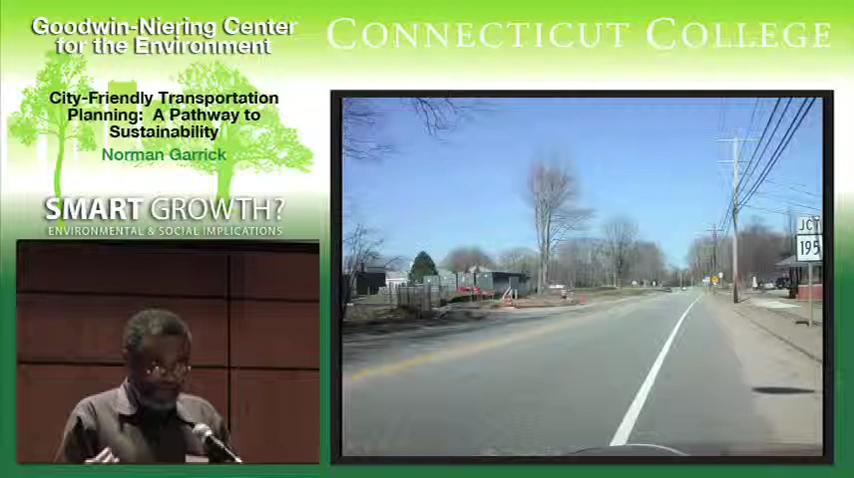 Goodwin-Niering Center
for the Environment
CONNECTICUT COLLEGE
City-Friendly Transportation
Planning: A Pathway to
Sustainability
Norman Garrick
SMART GROWTH?
ENVIRONMENTAL & SOCIAL IMPLICATIONS
JCT
195